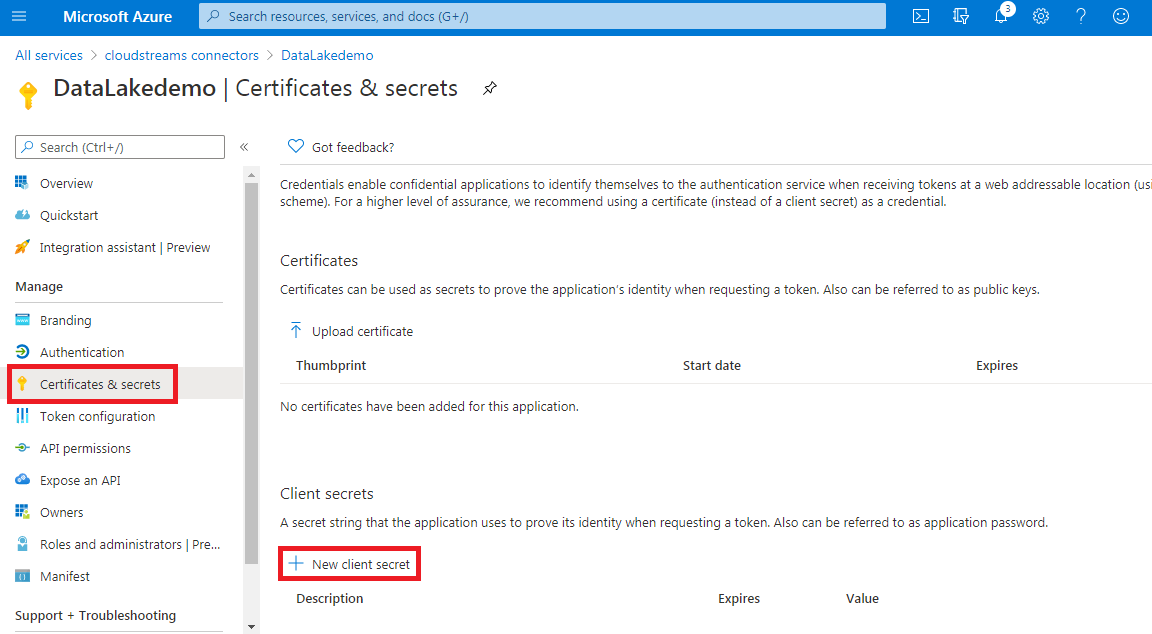 Microsoft Azure
Search resources, services, and docs (G+/)
3
All services > cloudstreams connectors > DataLakedemo
DataLakedemo | Certificates & secrets
Search (Ctrl+/)
«
Overview
Quickstart
Integration assistant | Preview
Manage
Branding
Authentication
Certificates & secrets
Token configuration
API permissions
Expose an API
Owners
Roles and administrators | Pre...
Manifest
Support + Troubleshooting
Got feedback?
Credentials enable confidential applications to identify themselves to the authentication service when receiving tokens at a web addressable location (usi
scheme). For a higher level of assurance, we recommend using a certificate (instead of a client secret) as a credential.
Certificates
Certificates can be used as secrets to prove the application's identity when requesting a token. Also can be referred to as public keys.
Upload certificate
Thumbprint Start date Expires
No certificates have been added for this application.
Client secrets
A secret string that the application uses to prove its identity when requesting a token. Also can be referred to as application password.
New client secret
Description Expires Value